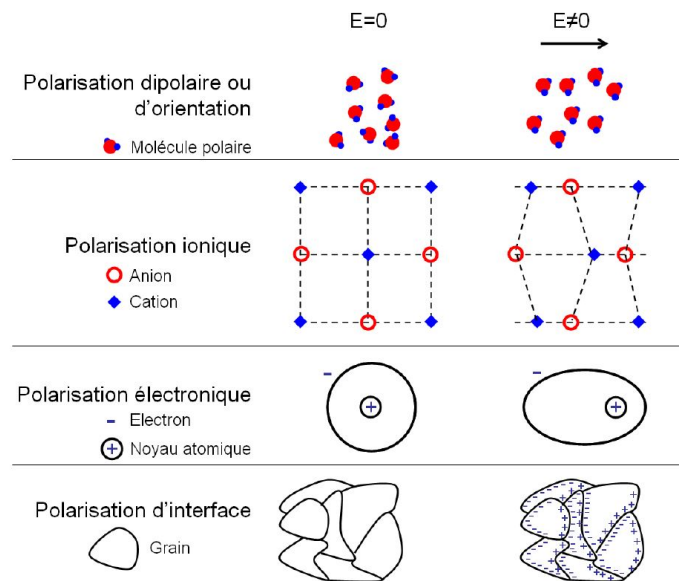 E=0
E≠0
Polarisation dipolaire ou
d'orientation
Molécule polaire
Polarisation ionique
Anion
Cation
Polarisation électronique
- Electron
+ Noyau atomique
Polarisation d'interface
Grain